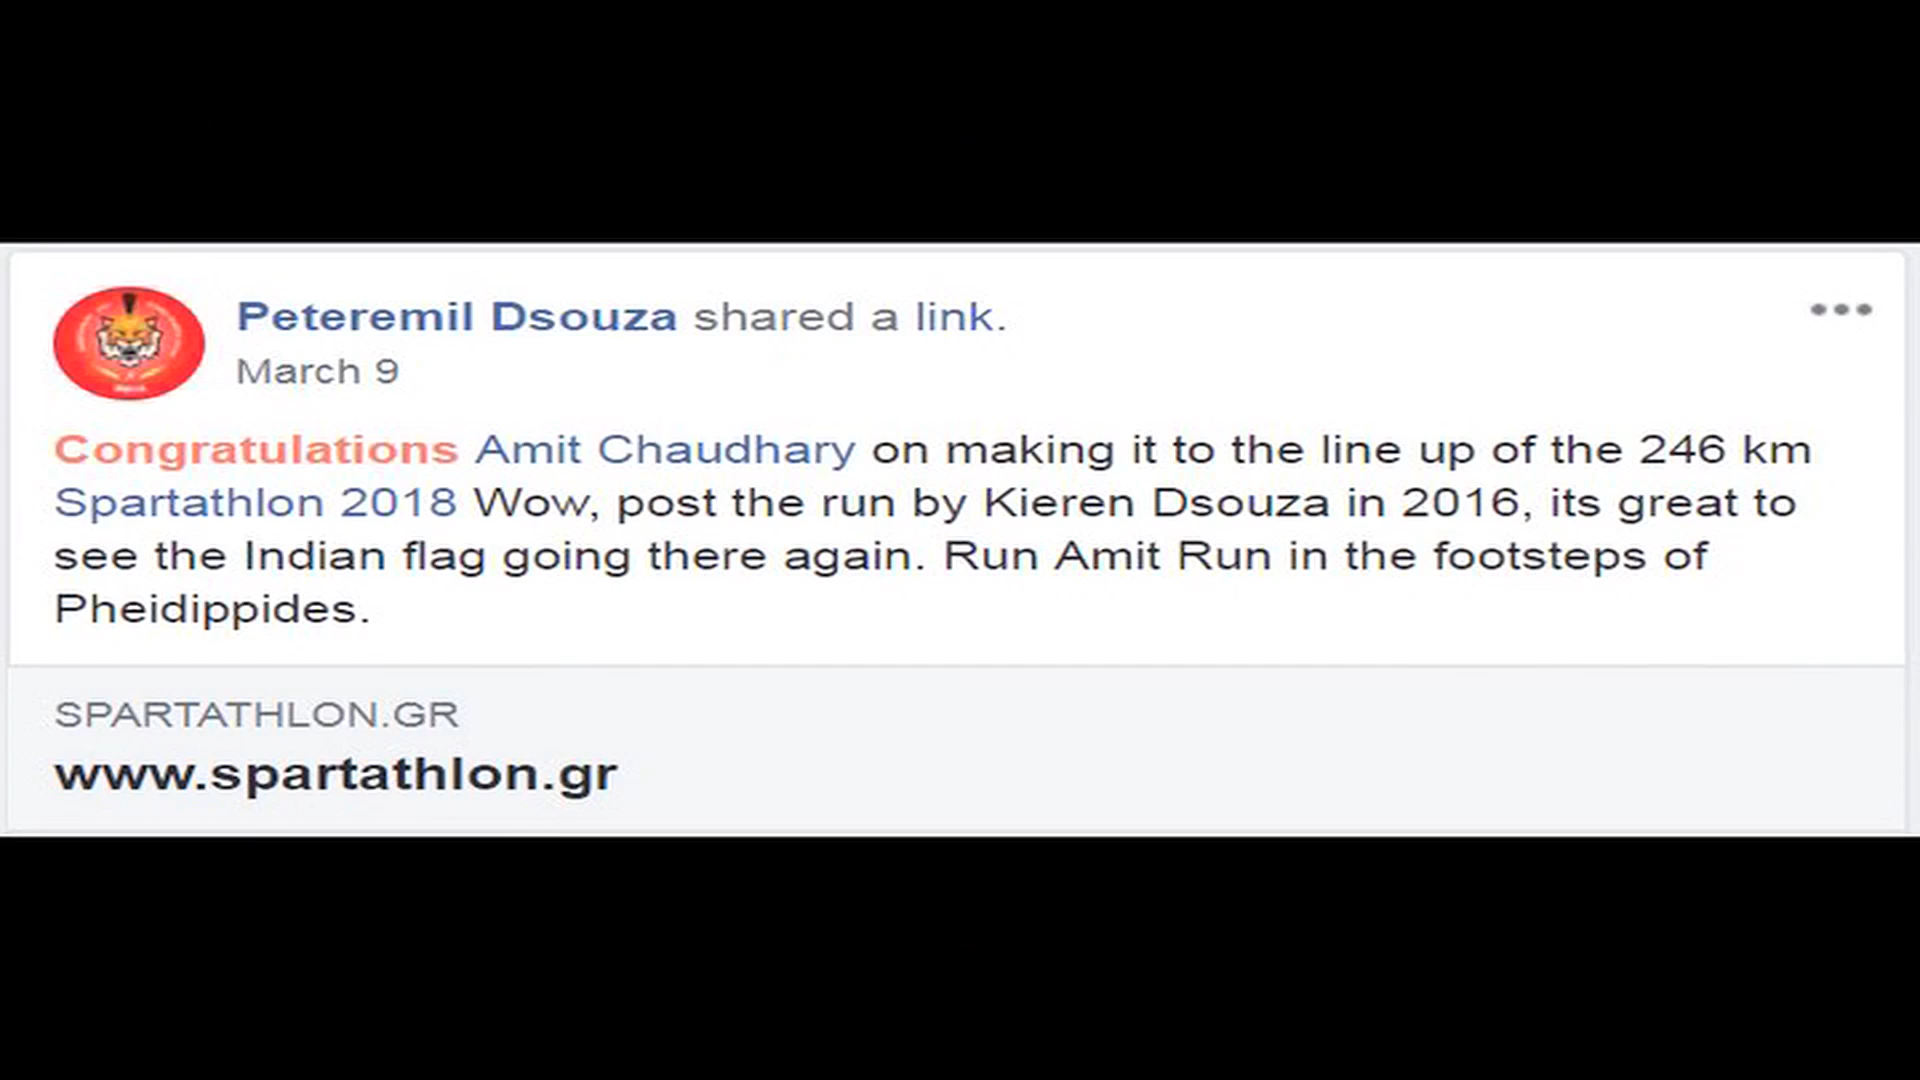 Peteremil Dsouza shared a link.
March 9
Congratulations Amit Chaudhary on making it to the line up of the 246 km
Spartathlon 2018 Wow, post the run by Kieren Dsouza in 2016, its great to
see the Indian flag going there again. Run Amit Run in the footsteps of
Pheidippides.
SPARTATHLON.GR
www.spartathlon.gr